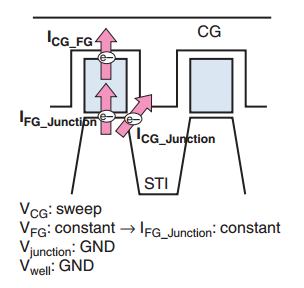 CG
I_CG_FG
e−
I_FG_Junction
e−
e−
I_CG_Junction
STI
V_CG: sweep
V_FG: constant → I_FG_Junction: constant
V_junction: GND
V_well: GND